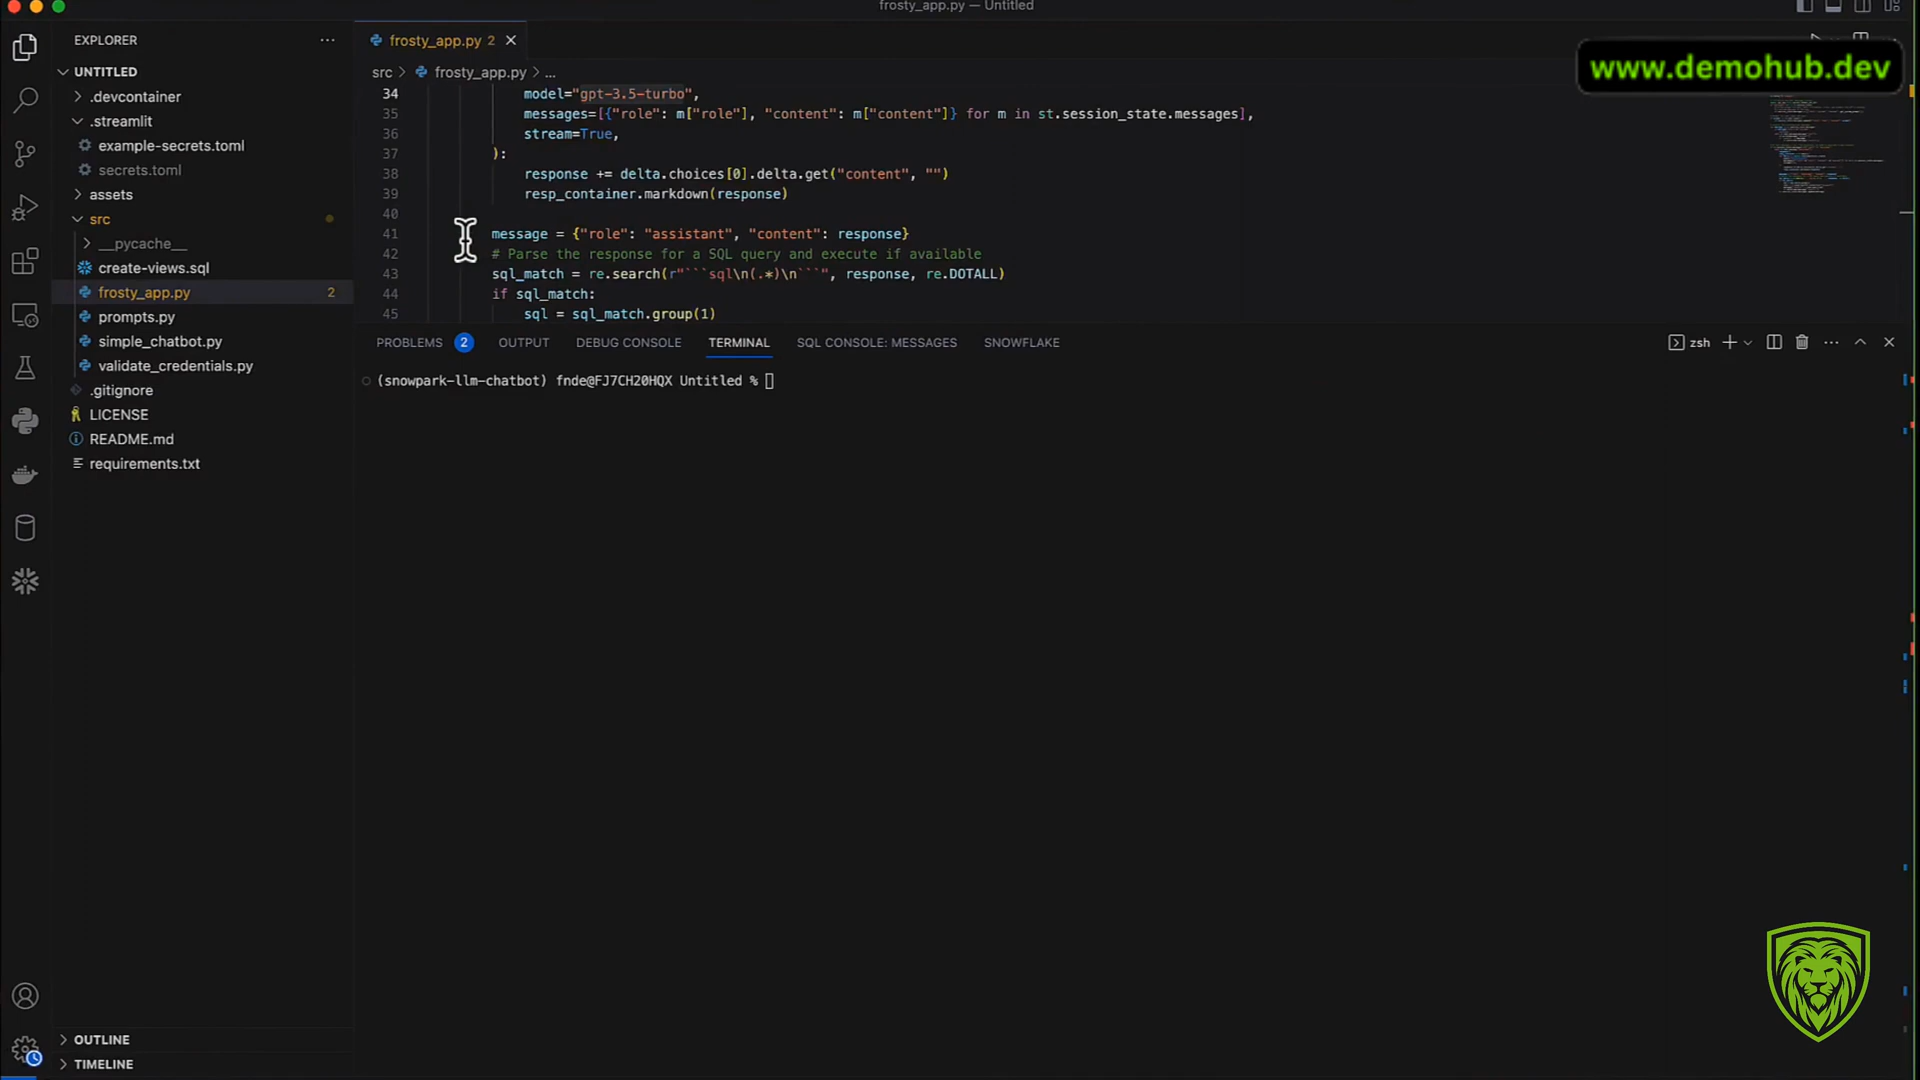 frosty_app.py — Untitled
www.demohub.dev
EXPLORER
UNTITLED
.devcontainer
.streamlit
example-secrets.toml
secrets.toml
assets
src
__pycache__
create-views.sql
frosty_app.py 2
prompts.py
simple_chatbot.py
validate_credentials.py
.gitignore
LICENSE
README.md
requirements.txt
OUTLINE
TIMELINE
frosty_app.py 2
src > frosty_app.py > ...
34 model="gpt-3.5-turbo",
35 messages=[{"role": m["role"], "content": m["content"]} for m in st.session_state.messages],
36 stream=True,
37 ):
38 response += delta.choices[0].delta.get("content", "")
39 resp_container.markdown(response)
40
41 message = {"role": "assistant", "content": response}
42 # Parse the response for a SQL query and execute if available
43 sql_match = re.search(r"```sql\n(.*)\n```", response, re.DOTALL)
44 if sql_match:
45 sql = sql_match.group(1)
PROBLEMS 2 OUTPUT DEBUG CONSOLE TERMINAL SQL CONSOLE: MESSAGES SNOWFLAKE zsh
(snowpark-llm-chatbot) fnde@FJ7CH20HQX Untitled %